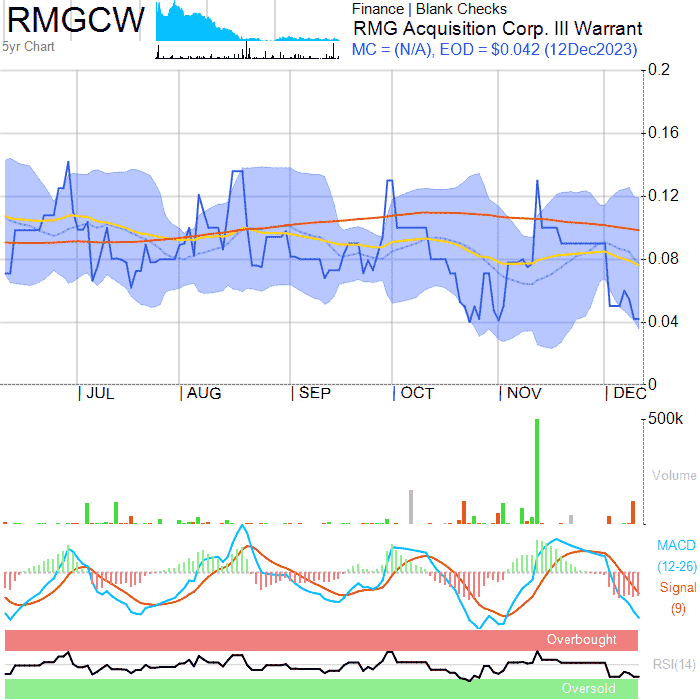 RMGCW
5yr Chart
Finance | Blank Checks
RMG Acquisition Corp. III Warrant
MC = (N/A), EOD = $0.042 (12Dec2023)
0.2
0.16
0.12
0.08
0.04
0
| JUL | AUG | SEP | OCT | NOV | DEC
500k
Volume
MACD
(12-26)
Signal
(9)
Overbought
RSI(14)
Oversold